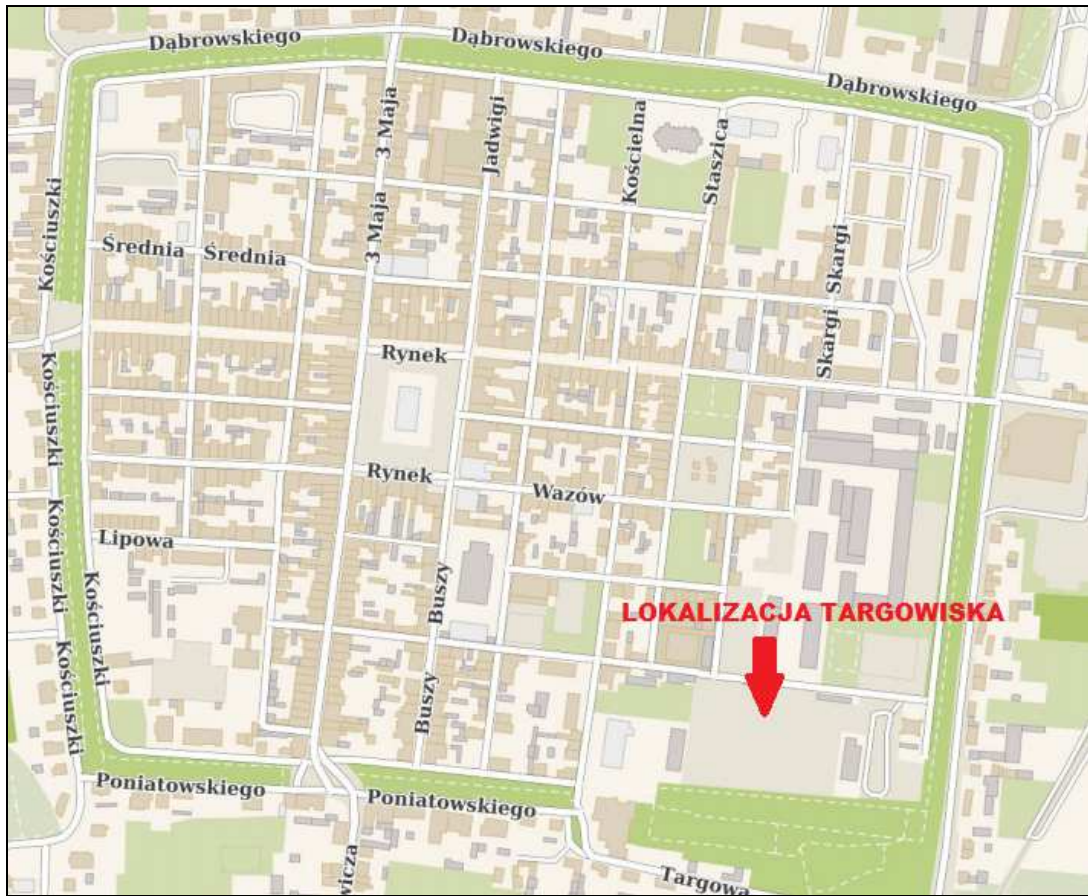 Dąbrowskiego
Dąbrowskiego
Dąbrowskiego
3 Maja
3 Maja
Jadwigi
Kościelna
Staszica
Kościuszki
Średnia
Średnia
Skargi
Skargi
Rynek
Kościuszki
Rynek
Wazów
Kościuszki
Lipowa
Kościuszki
Buszy
LOKALIZACJA TARGOWISKA
Kościuszki
Buszy
Poniatowskiego
Poniatowskiego
wicza
Targowa